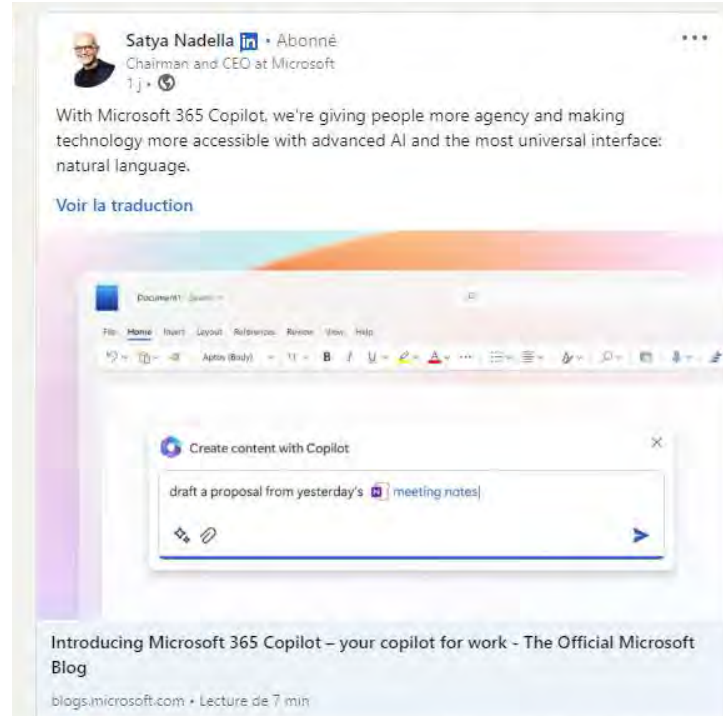 Satya Nadella in • Abonné
Chairman and CEO at Microsoft
1 j •
With Microsoft 365 Copilot, we're giving people more agency and making
technology more accessible with advanced AI and the most universal interface:
natural language.
Voir la traduction
Document1
File Home Insert Layout References Review View Help
Aptos (Body) 11 B I U A
Create content with Copilot
draft a proposal from yesterday's N meeting notes
Introducing Microsoft 365 Copilot – your copilot for work - The Official Microsoft
Blog
blogs.microsoft.com • Lecture de 7 min